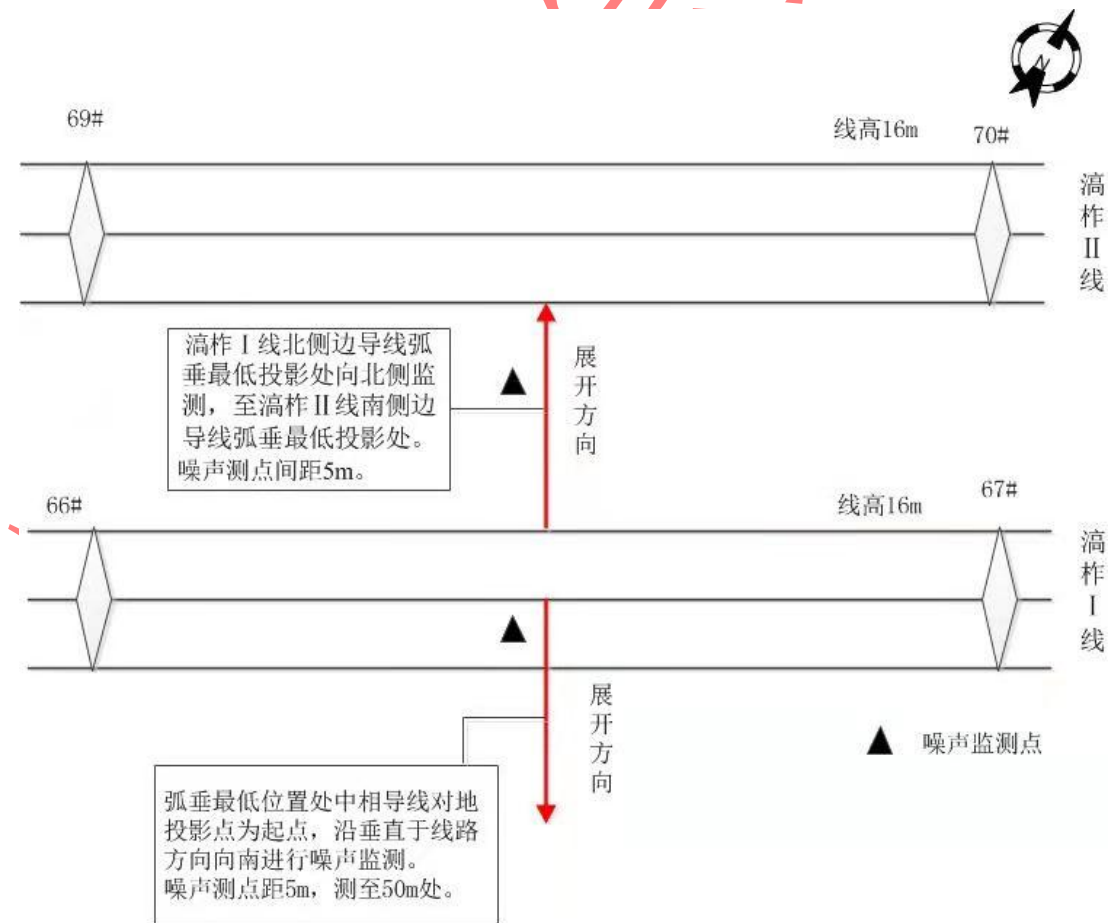 N
69#
线高16m
70#
滈柞Ⅱ线
滈柞Ⅰ线北侧边导线弧
垂最低投影处向北侧监
测，至滈柞Ⅱ线南侧边
导线弧垂最低投影处。
噪声测点间距5m。
展开方向
66#
线高16m
67#
滈柞Ⅰ线
展开方向
▲ 噪声监测点
弧垂最低位置处中相导线对地
投影点为起点，沿垂直于线路
方向向南进行噪声监测。
噪声测点距5m，测至50m处。